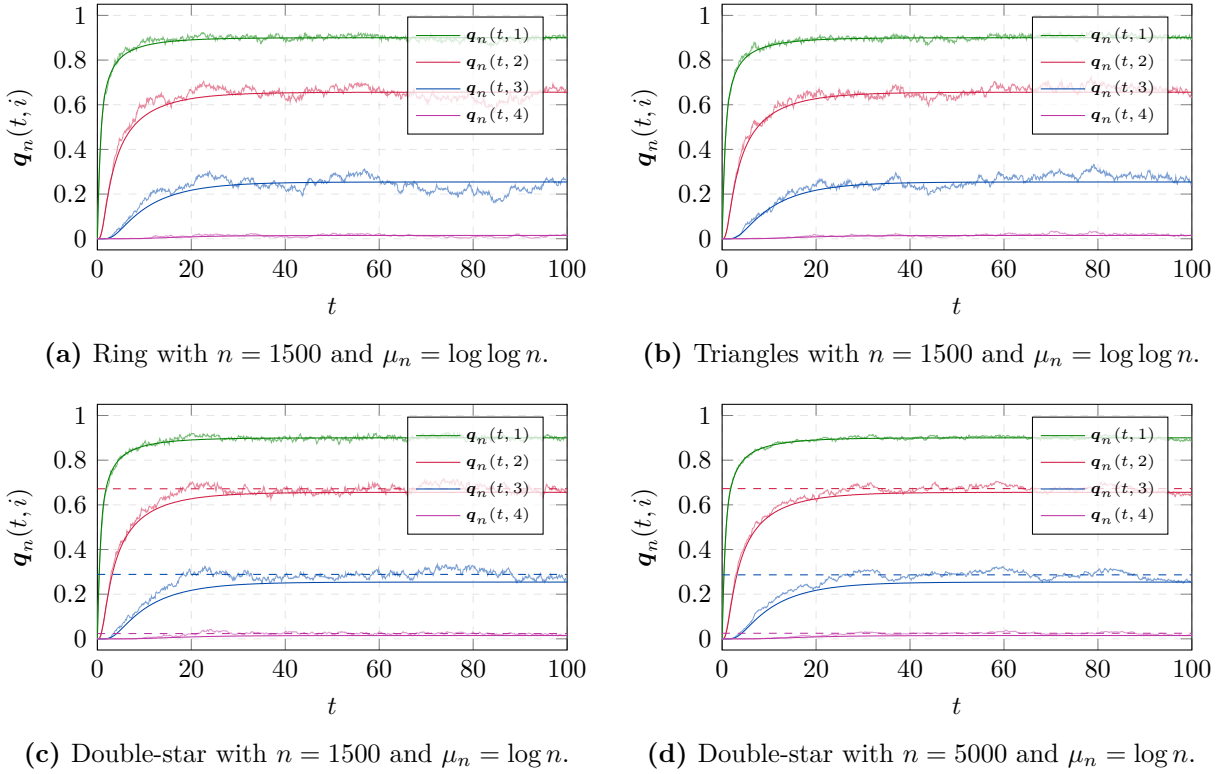 1
0.8
0.6
0.4
0.2
0
q_n(t, i)
q_n(t, 1)
q_n(t, 2)
q_n(t, 3)
q_n(t, 4)
0 20 40 60 80 100
t
(a) Ring with n = 1500 and μ_n = log log n.
1
0.8
0.6
0.4
0.2
0
q_n(t, i)
q_n(t, 1)
q_n(t, 2)
q_n(t, 3)
q_n(t, 4)
0 20 40 60 80 100
t
(b) Triangles with n = 1500 and μ_n = log log n.
1
0.8
0.6
0.4
0.2
0
q_n(t, i)
q_n(t, 1)
q_n(t, 2)
q_n(t, 3)
q_n(t, 4)
0 20 40 60 80 100
t
(c) Double-star with n = 1500 and μ_n = log n.
1
0.8
0.6
0.4
0.2
0
q_n(t, i)
q_n(t, 1)
q_n(t, 2)
q_n(t, 3)
q_n(t, 4)
0 20 40 60 80 100
t
(d) Double-star with n = 5000 and μ_n = log n.